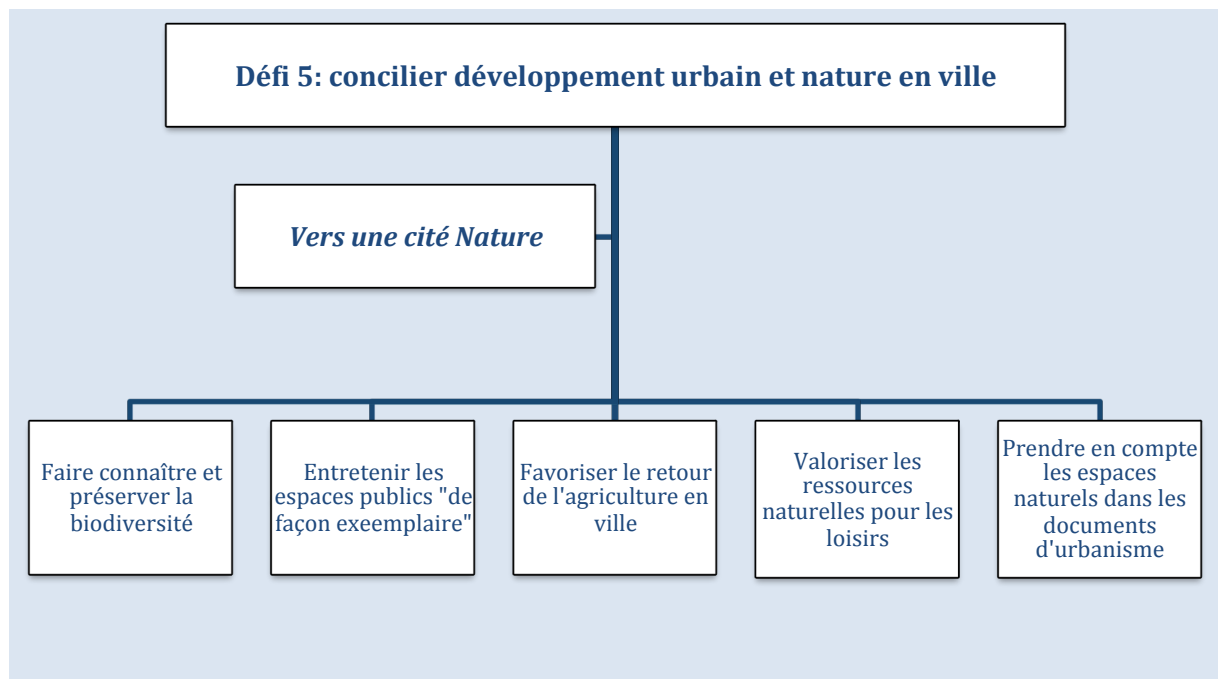 Défi 5: concilier développement urbain et nature en ville
Vers une cité Nature
Faire connaître et
préserver la
biodiversité
Entretenir les
espaces publics "de
façon exeemplaire"
Favoriser le retour
de l'agriculture en
ville
Valoriser les
ressources
naturelles pour les
loisirs
Prendre en compte
les espaces
naturels dans les
documents
d'urbanisme